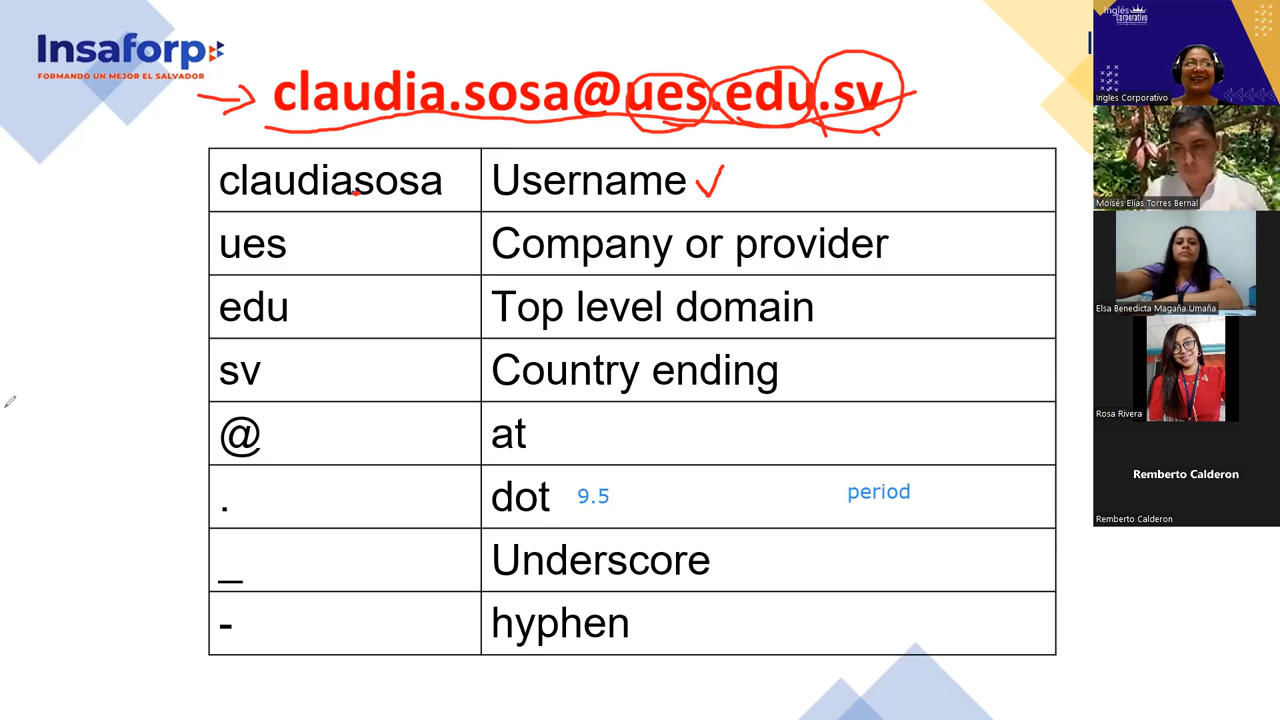 Insaforp
FORMANDO UN MEJOR EL SALVADOR
claudia.sosa@ues.edu.sv
claudiasosa Username
ues Company or provider
edu Top level domain
sv Country ending
@ at
. dot 9.5 period
_ Underscore
- hyphen
Inglés
Corporativo
Ingles Corporativo
Moisés Elías Torres Bernal
Elsa Benedicta Magaña Umaña
Rosa Rivera
Remberto Calderon
Remberto Calderon